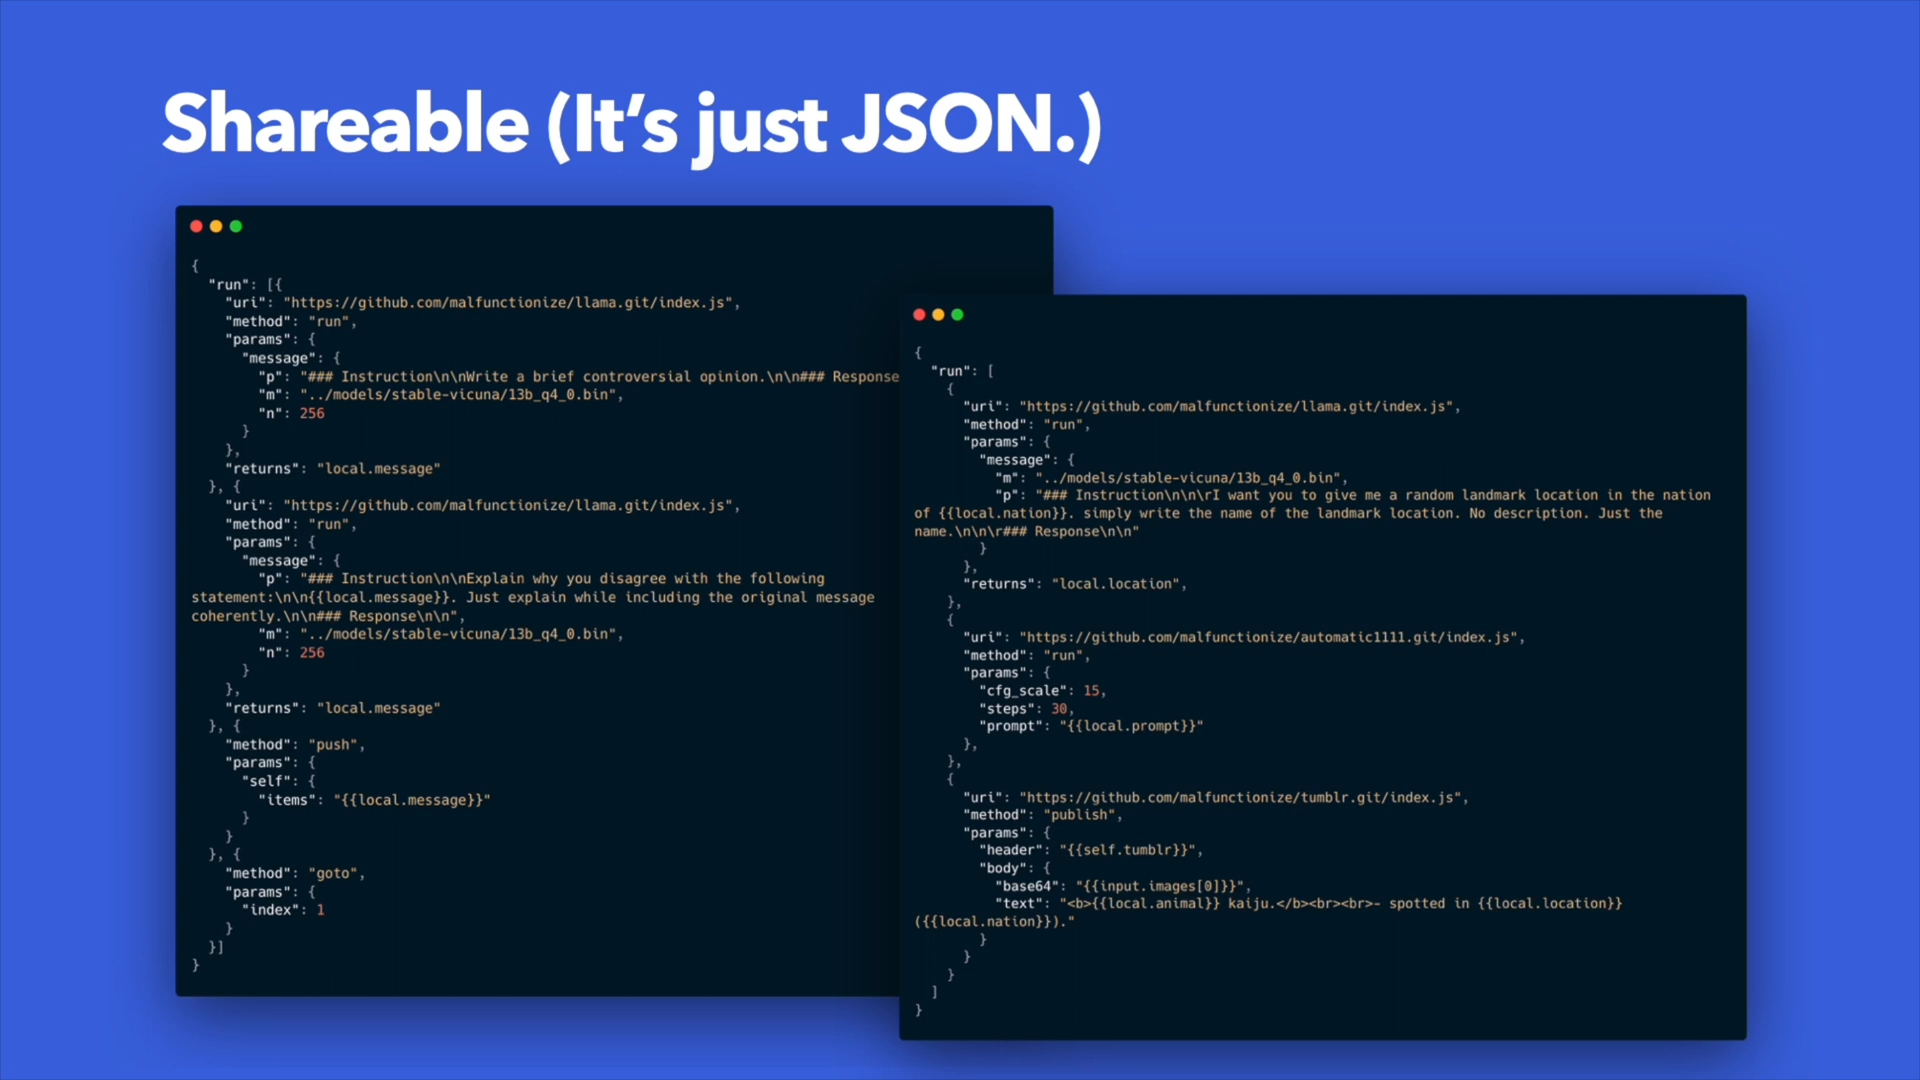 Shareable (It's just JSON.)
{
"run": [{
"uri": "https://github.com/malfunctionize/llama.git/index.js",
"method": "run",
"params": {
"message": {
"p": "### Instruction\n\nWrite a brief controversial opinion.\n\n### Response
"m": "../models/stable-vicuna/13b_q4_0.bin",
"n": 256
}
},
"returns": "local.message"
}, {
"uri": "https://github.com/malfunctionize/llama.git/index.js",
"method": "run",
"params": {
"message": {
"p": "### Instruction\n\nExplain why you disagree with the following
statement:\n\n{{local.message}}. Just explain while including the original message
coherently.\n\n### Response\n\n",
"m": "../models/stable-vicuna/13b_q4_0.bin",
"n": 256
}
},
"returns": "local.message"
}, {
"method": "push",
"params": {
"self": {
"items": "{{local.message}}"
}
}
}, {
"method": "goto",
"params": {
"index": 1
}
}]
}
{
"run": [
{
"uri": "https://github.com/malfunctionize/llama.git/index.js",
"method": "run",
"params": {
"message": {
"m": "../models/stable-vicuna/13b_q4_0.bin",
"p": "### Instruction\n\n\rI want you to give me a random landmark location in the nation
of {{local.nation}}. simply write the name of the landmark location. No description. Just the
name.\n\n\r### Response\n\n"
}
},
"returns": "local.location",
},
{
"uri": "https://github.com/malfunctionize/automatic1111.git/index.js",
"method": "run",
"params": {
"cfg_scale": 15,
"steps": 30,
"prompt": "{{local.prompt}}"
},
},
{
"uri": "https://github.com/malfunctionize/tumblr.git/index.js",
"method": "publish",
"params": {
"header": "{{self.tumblr}}",
"body": {
"base64": "{{input.images[0]}}",
"text": "<b>{{local.animal}} kaiju.</b><br><br>- spotted in {{local.location}}
({{local.nation}})."
}
}
}
]
}